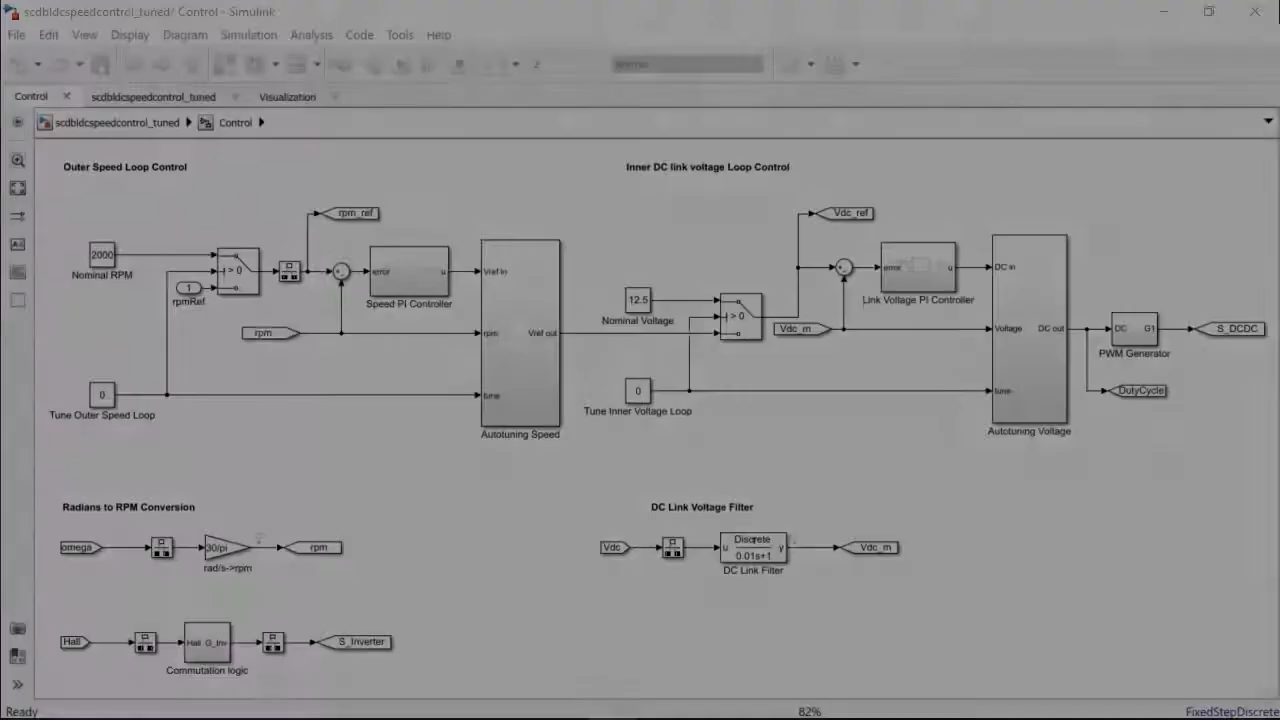 scdbldcspeedcontrol_tuned/ Control - Simulink
File Edit View Display Diagram Simulation Analysis Code Tools Help
2
Control scdbldcspeedcontrol_tuned Visualization
scdbldcspeedcontrol_tuned Control
Outer Speed Loop Control
Inner DC link voltage Loop Control
rpm_ref
Vdc_ref
2000
Nominal RPM
> 0
1
rpmRef
error u
Speed PI Controller
rpm
Vref in
rpm
Vref out
tune
Autotuning Speed
0
Tune Outer Speed Loop
12.5
Nominal Voltage
> 0
Vdc_m
error u
Link Voltage PI Controller
DC in
Voltage DC out
tune
Autotuning Voltage
0
Tune Inner Voltage Loop
DC G1
PWM Generator
S_DCDC
DutyCycle
Radians to RPM Conversion
omega
30/pi
rad/s->rpm
rpm
DC Link Voltage Filter
Vdc
u Discrete y
0.01s+1
DC Link Filter
Vdc_m
Hall
Hall G_Inv
Commutation logic
S_Inverter
Ready 82% FixedStepDiscrete